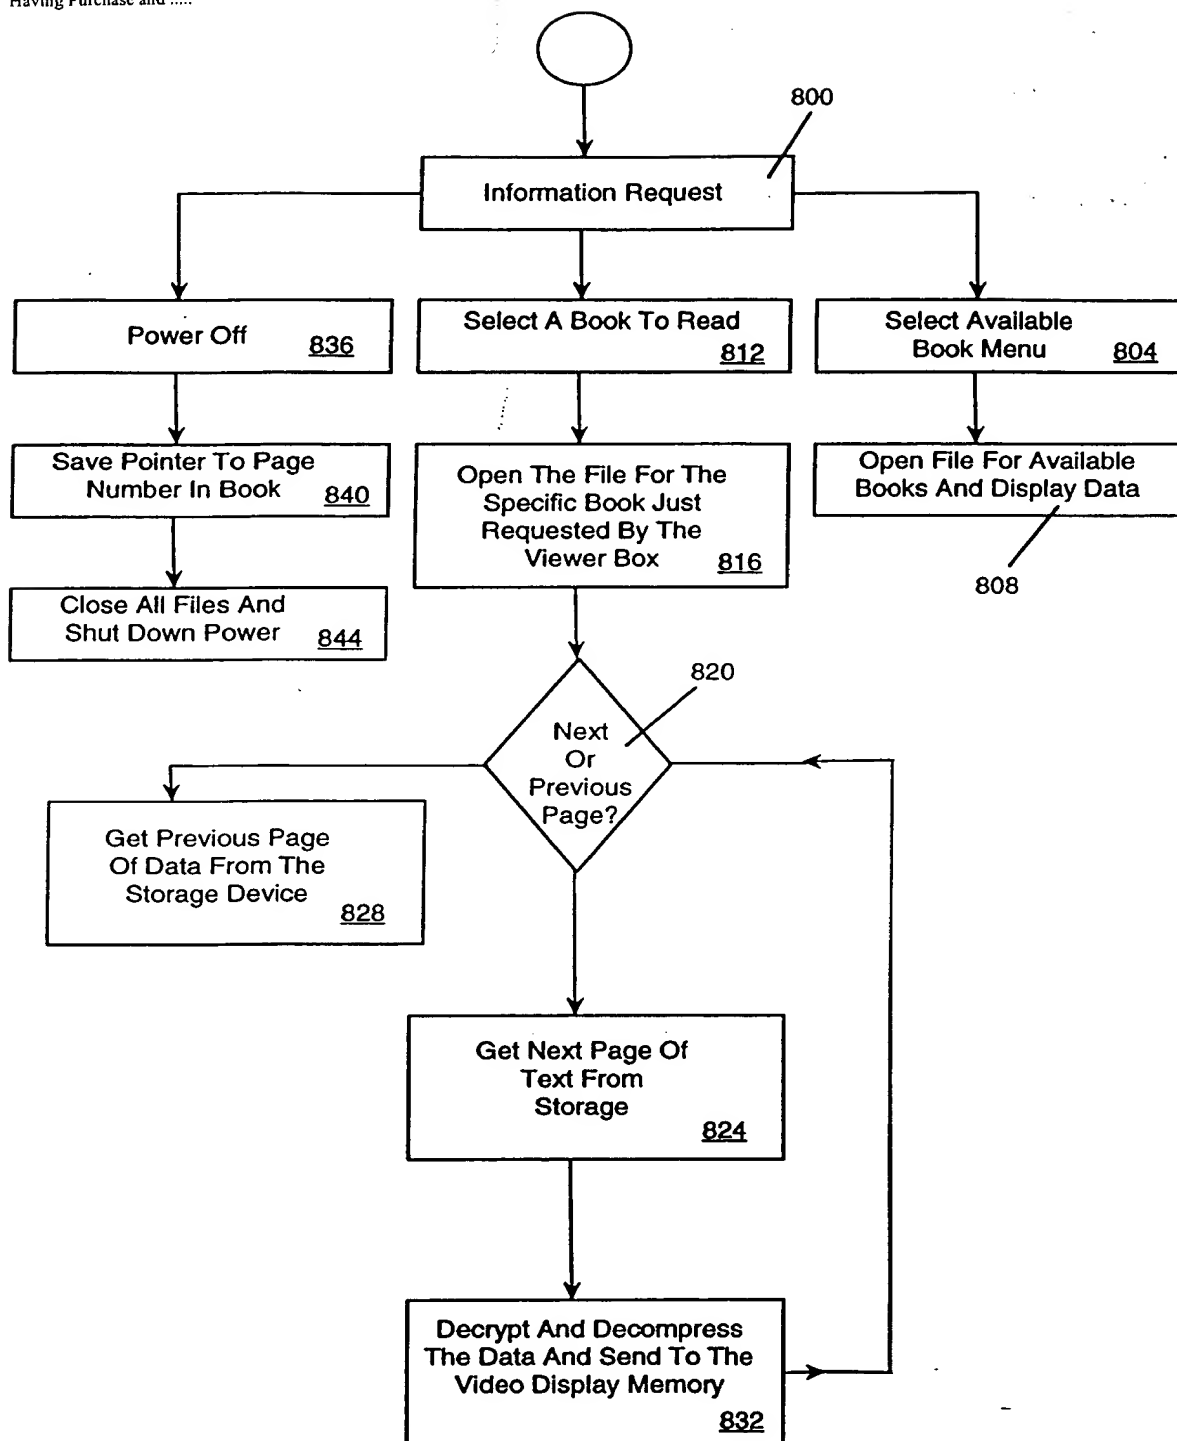 Having Purchase and .....
800
Information Request
Power Off 836
Select A Book To Read
812
Select Available
Book Menu 804
Save Pointer To Page
Number In Book 840
Open The File For The
Specific Book Just
Requested By The
Viewer Box 816
Open File For Available
Books And Display Data
808
Close All Files And
Shut Down Power 844
820
Next
Or
Previous
Page?
Get Previous Page
Of Data From The
Storage Device
828
Get Next Page Of
Text From
Storage
824
Decrypt And Decompress
The Data And Send To The
Video Display Memory
832